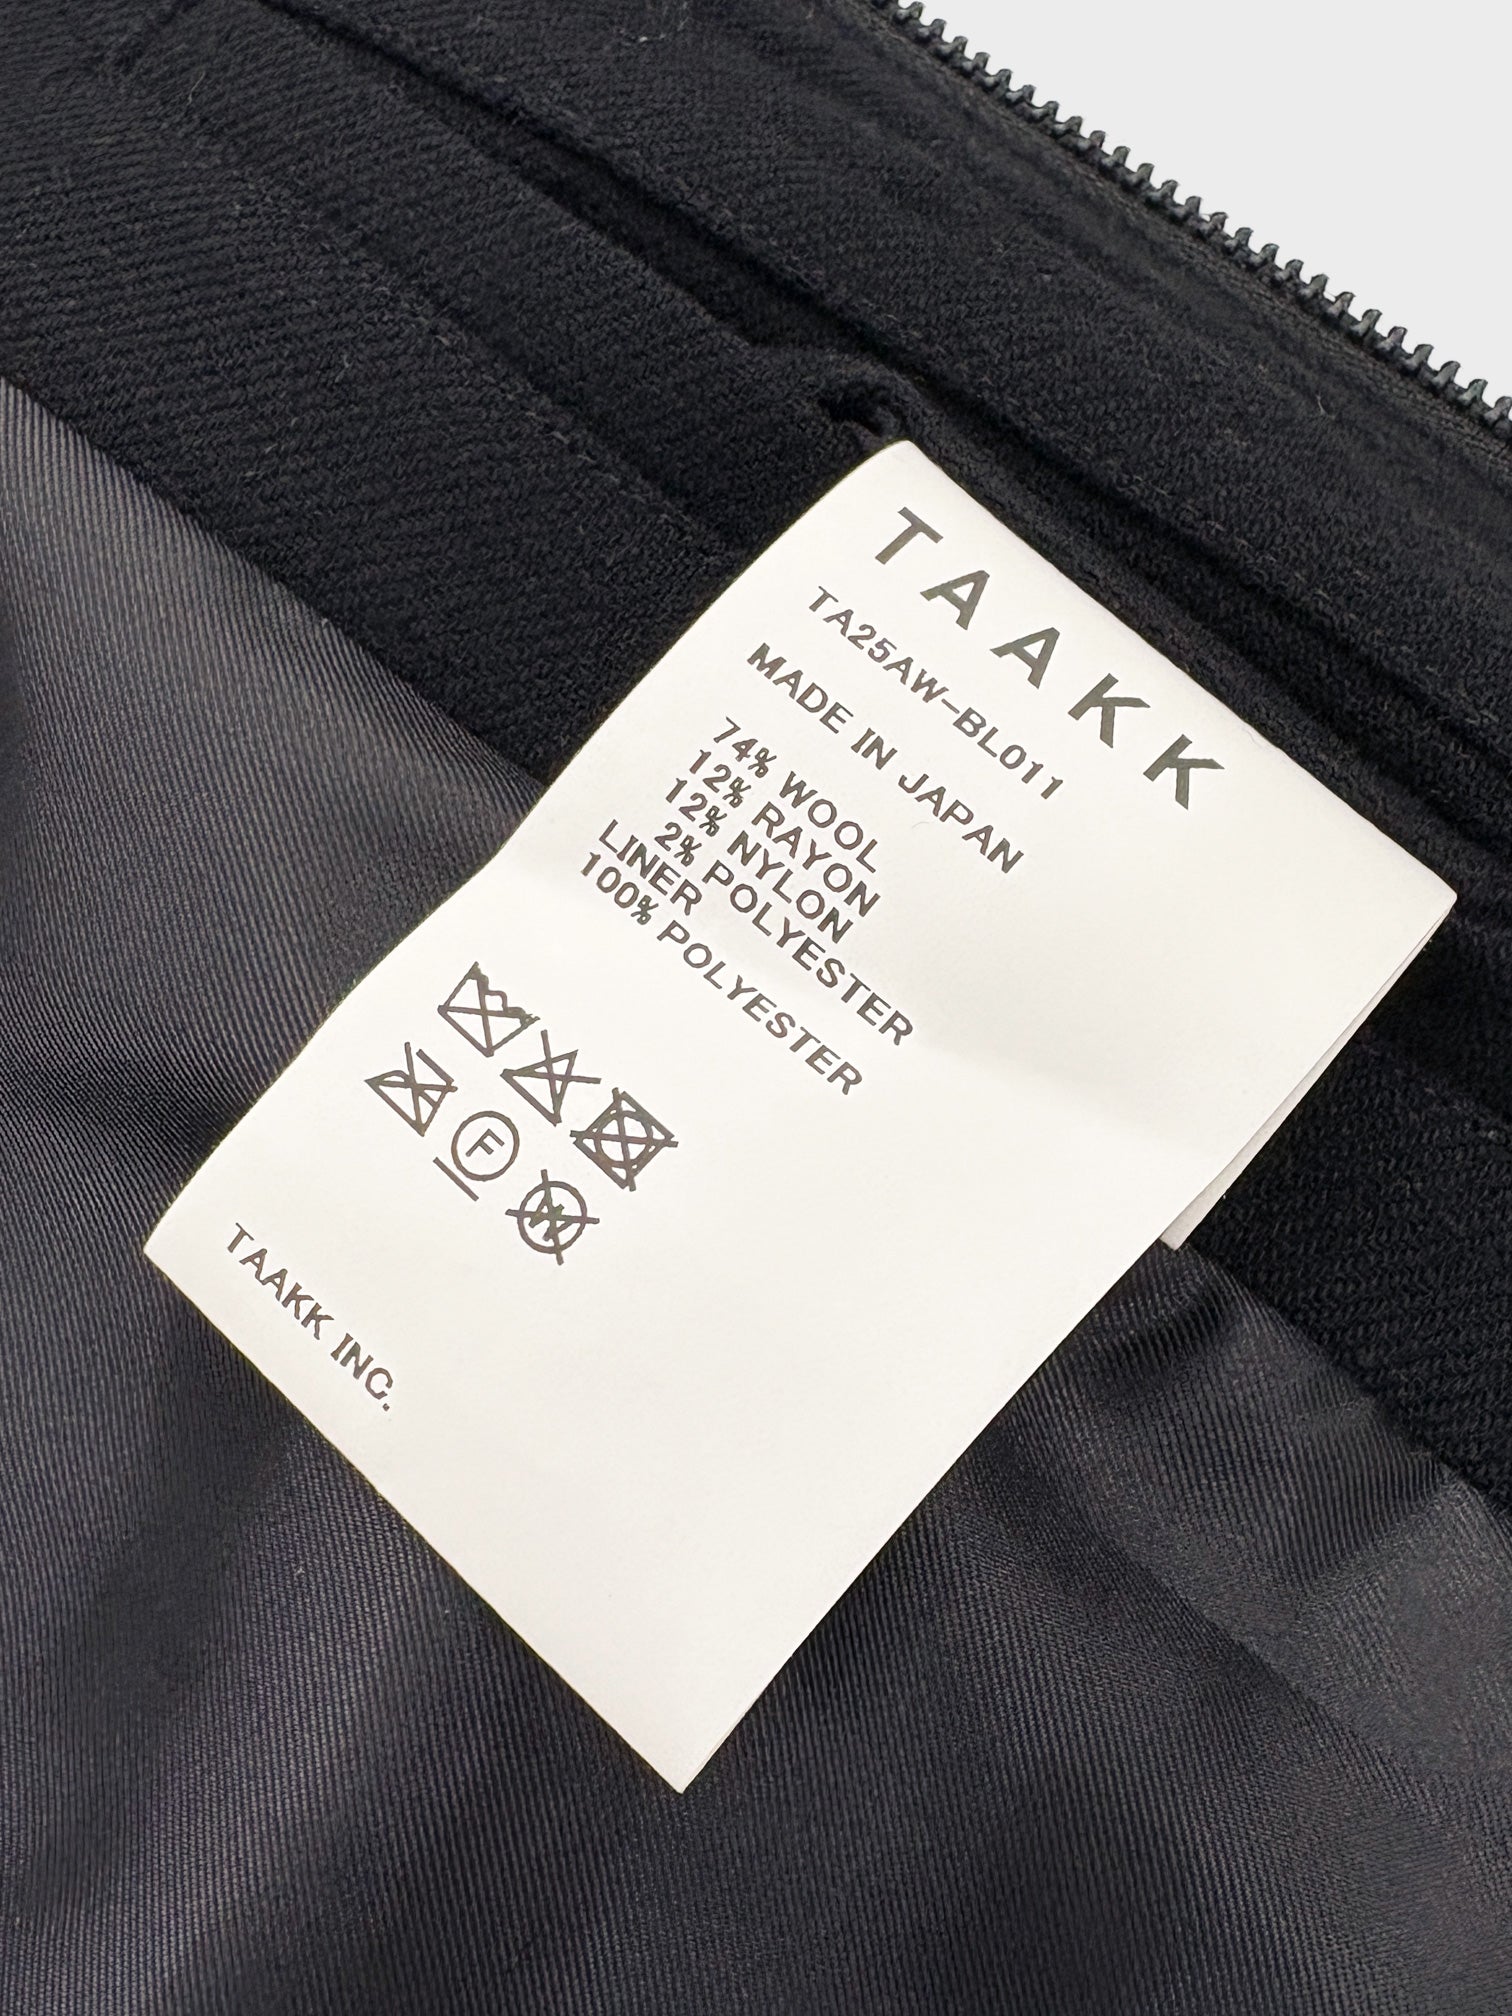 TAAKK
TA25AW-BL011
MADE IN JAPAN
74% WOOL
12% RAYON
12% NYLON
2% POLYESTER
LINER
100% POLYESTER
F
W
TAAKK INC.